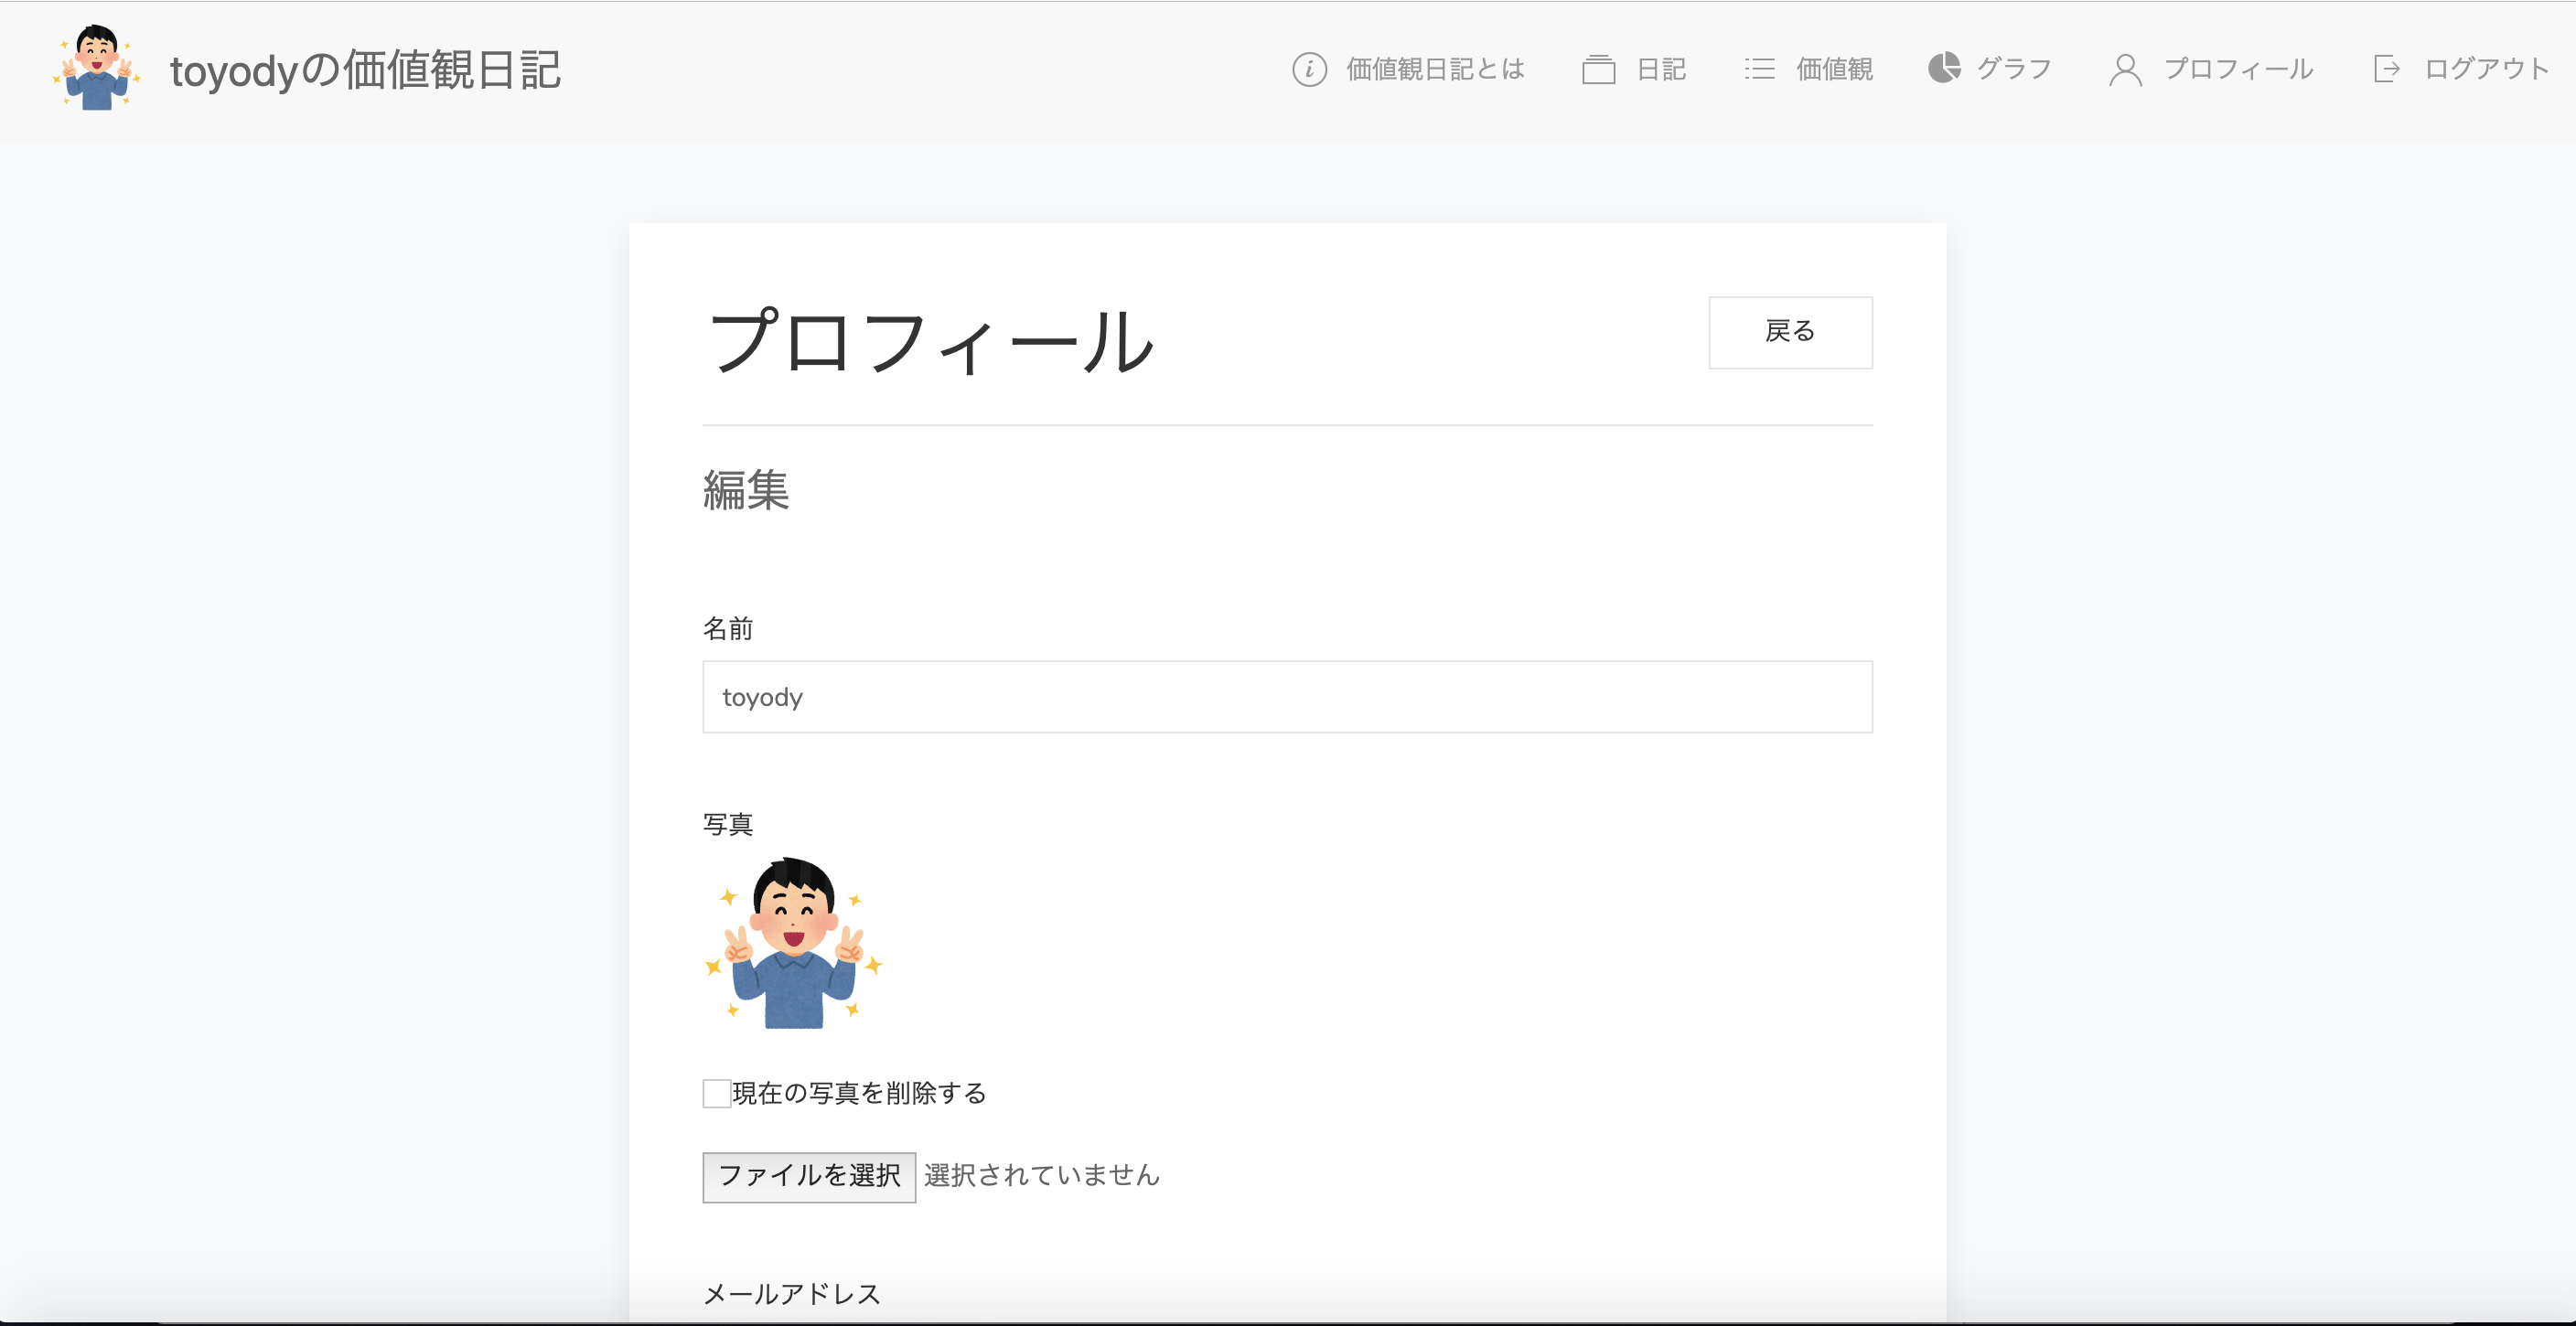 toyodyの価値観日記
価値観日記とは 日記 価値観 グラフ プロフィール ログアウト
プロフィール
戻る
編集
名前
toyody
写真
現在の写真を削除する
ファイルを選択 選択されていません
メールアドレス